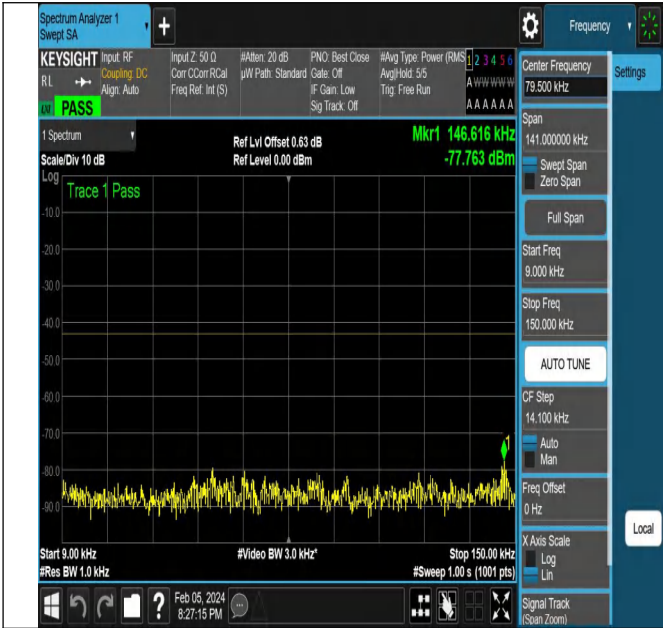 Spectrum Analyzer 1
Swept SA
+
Frequency
KEYSIGHT
RL
PASS
Input: RF
Coupling: DC
Align: Auto
Input Z: 50 Ω
Corr CCorr RCal
Freq Ref: Int (S)
#Atten: 20 dB
µW Path: Standard
PNO: Best Close
Gate: Off
IF Gain: Low
Sig Track: Off
#Avg Type: Power (RMS
Avg|Hold: 5/5
Trig: Free Run
1 2 3 4 5 6
A W W W W W
A A A A A A
1 Spectrum
Scale/Div 10 dB
Ref Lvl Offset 0.63 dB
Ref Level 0.00 dBm
Mkr1 146.616 kHz
-77.763 dBm
Log
Trace 1 Pass
-10.0
-20.0
-30.0
-40.0
-50.0
-60.0
-70.0
-80.0
-90.0
1
Start 9.00 kHz
#Res BW 1.0 kHz
#Video BW 3.0 kHz*
Stop 150.00 kHz
#Sweep 1.00 s (1001 pts)
?
Feb 05, 2024
8:27:15 PM
Center Frequency
79.500 kHz
Span
141.000000 kHz
Swept Span
Zero Span
Full Span
Start Freq
9.000 kHz
Stop Freq
150.000 kHz
AUTO TUNE
CF Step
14.100 kHz
Auto
Man
Freq Offset
0 Hz
X Axis Scale
Log
Lin
Signal Track
(Span Zoom)
Settings
Local